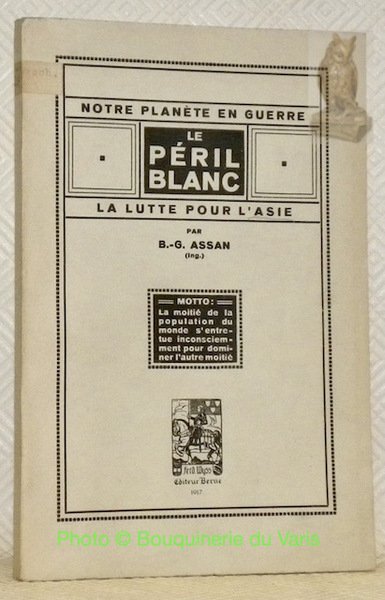 NOTRE PLANÈTE EN GUERRE
LE
PÉRIL
BLANC
LA LUTTE POUR L'ASIE
PAR
B.-G. ASSAN
(ing.)
MOTTO:
La moitié de la
population du
monde s'entre-
tue inconsciem-
ment pour domi-
ner l'autre moitié
Ferd. Wyss
Editeur Berne
1917
Photo © Bouquinerie du Varis